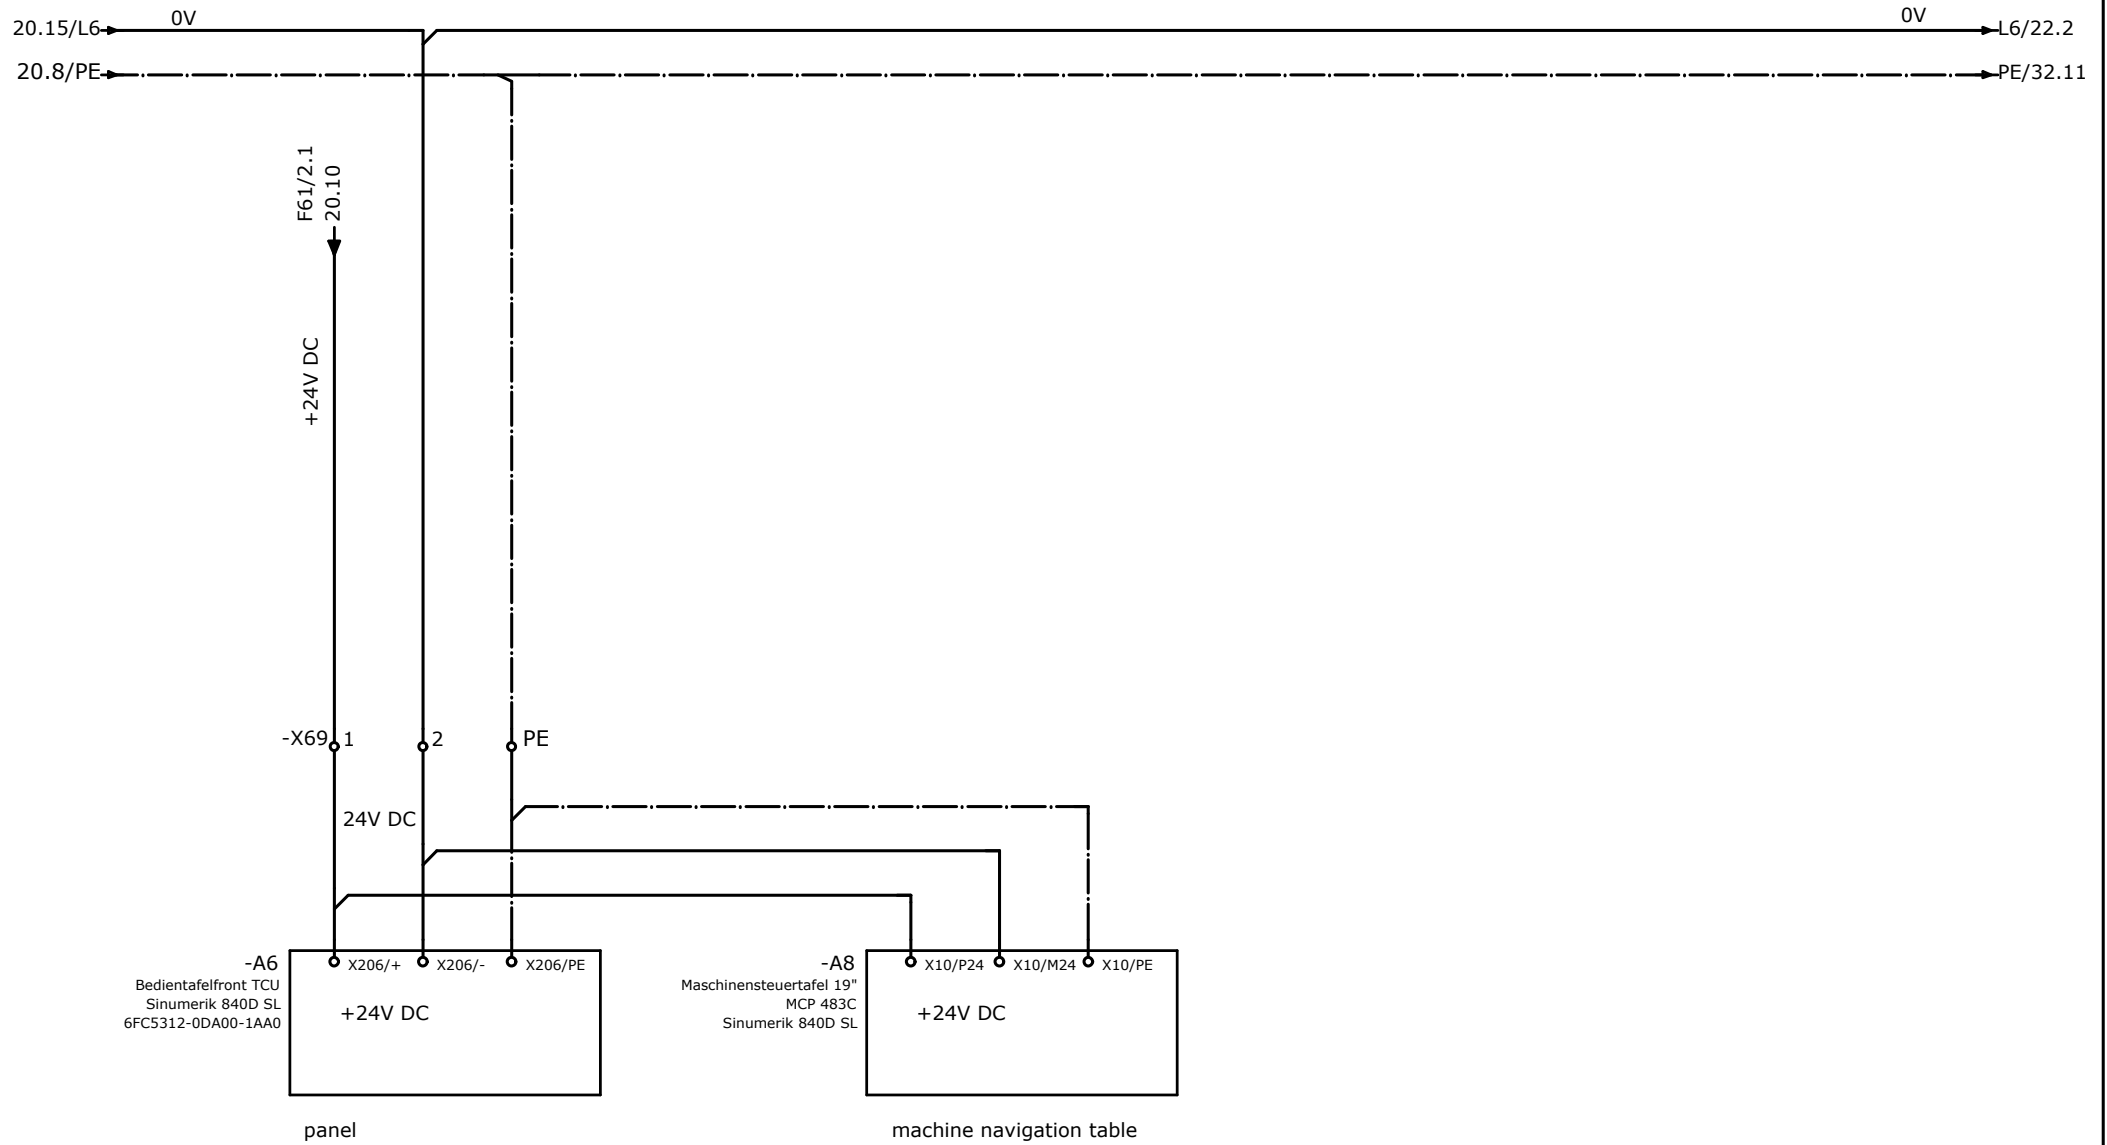 0V
0V
20.15/L6
L6/22.2
20.8/PE
PE/32.11
F61/2.1
20.10
+24V DC
-X69
1
2
PE
24V DC
-A6
X206/+
X206/-
X206/PE
Bedientafelfront TCU
Sinumerik 840D SL
6FC5312-0DA00-1AA0
+24V DC
-A8
X10/P24
X10/M24
X10/PE
Maschinensteuertafel 19"
MCP 483C
Sinumerik 840D SL
+24V DC
panel
machine navigation table